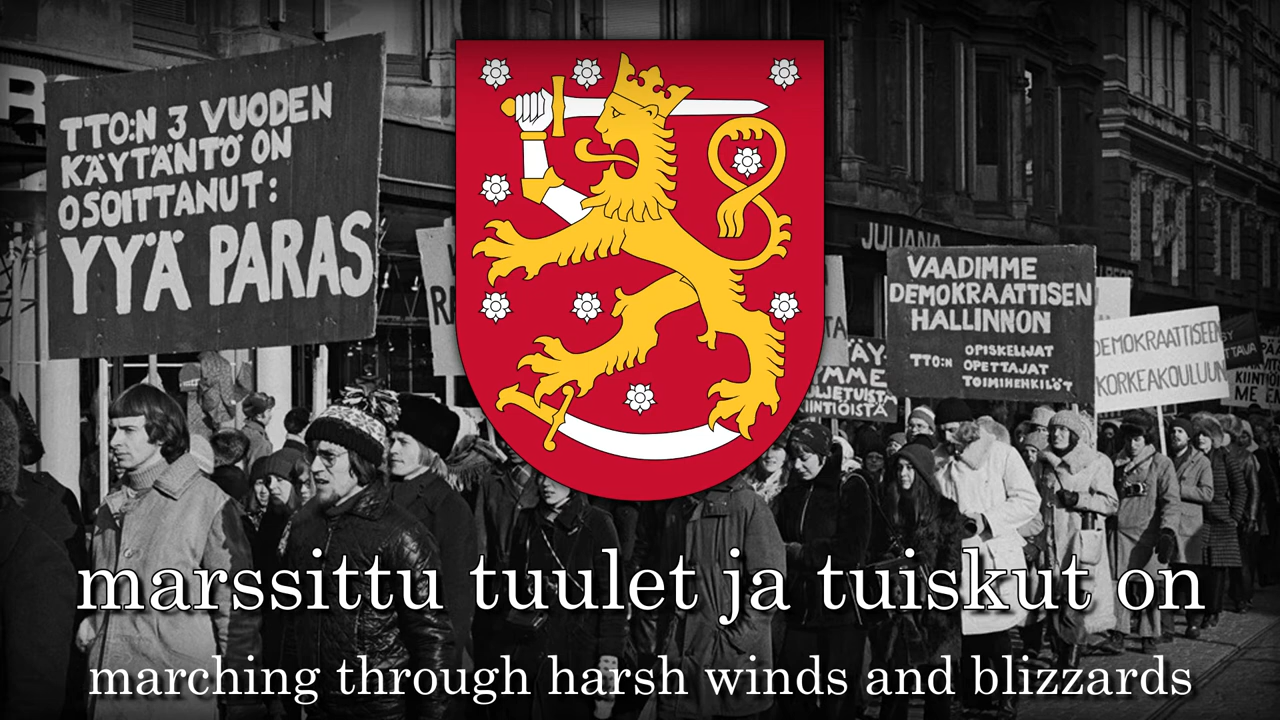 TTO:N 3 VUODEN
KÄYTÄNTÖ ON
OSOITTANUT:
YYÄ PARAS
JULIANA
VAADIMME
DEMOKRAATTISEN
HALLINNON
TTO:N OPISKELIJAT
OPETTAJAT
TOIMIHENKILÖT
DEMOKRAATTISEEN
KORKEAKOULUUN
marssittu tuulet ja tuiskut on
marching through harsh winds and blizzards